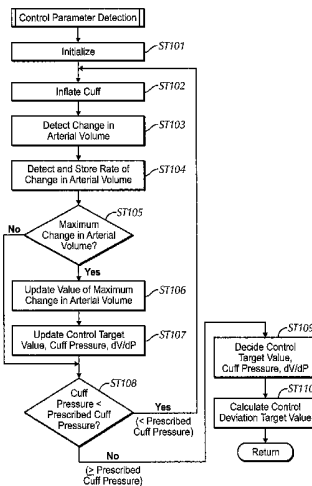 Control Parameter Detection
Initialize
ST101
Inflate Cuff
ST102
Detect Change in
Arterial Volume
ST103
Detect and Store Rate of
Change in Arterial Volume
ST104
Maximum
Change in Arterial
Volume?
ST105
No
Yes
Update Value of Maximum
Change in Arterial Volume
ST106
Update Control Target
Value, Cuff Pressure, dV/dP
ST107
Cuff
Pressure <
Prescribed Cuff
Pressure?
ST108
Yes
(< Prescribed
Cuff Pressure)
No
(≥ Prescribed
Cuff Pressure)
ST109
Decide Control
Target Value,
Cuff Pressure, dV/dP
ST110
Calculate Control
Deviation Target Value
Return